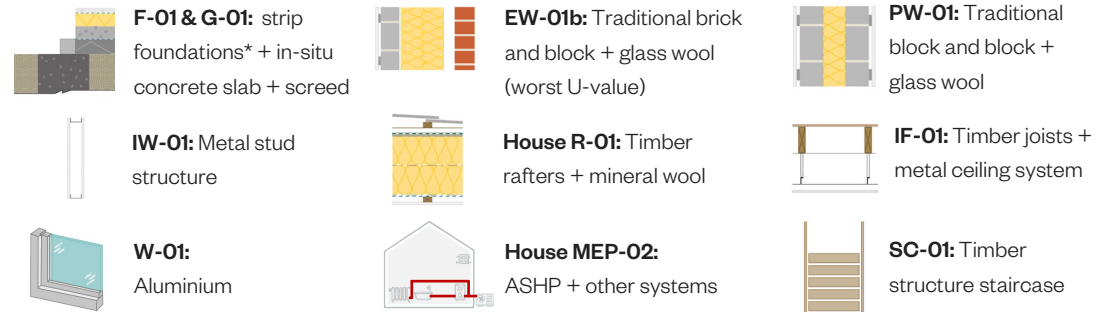 F-01 & G-01: strip
foundations* + in-situ
concrete slab + screed
EW-01b: Traditional brick
and block + glass wool
(worst U-value)
PW-01: Traditional
block and block +
glass wool
IW-01: Metal stud
structure
House R-01: Timber
rafters + mineral wool
IF-01: Timber joists +
metal ceiling system
W-01:
Aluminium
House MEP-02:
ASHP + other systems
SC-01: Timber
structure staircase